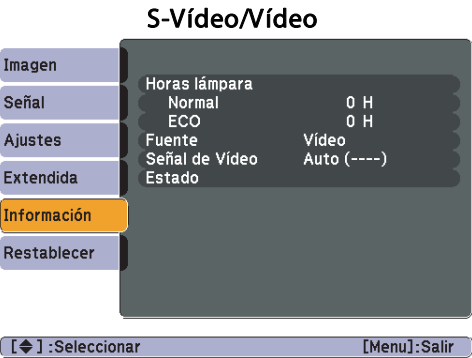 S-Vídeo/Vídeo
Imagen
Señal
Ajustes
Extendida
Información
Restablecer
Horas lámpara
Normal 0 H
ECO 0 H
Fuente Vídeo
Señal de Vídeo Auto (----)
Estado
[◆] :Seleccionar [Menu]:Salir